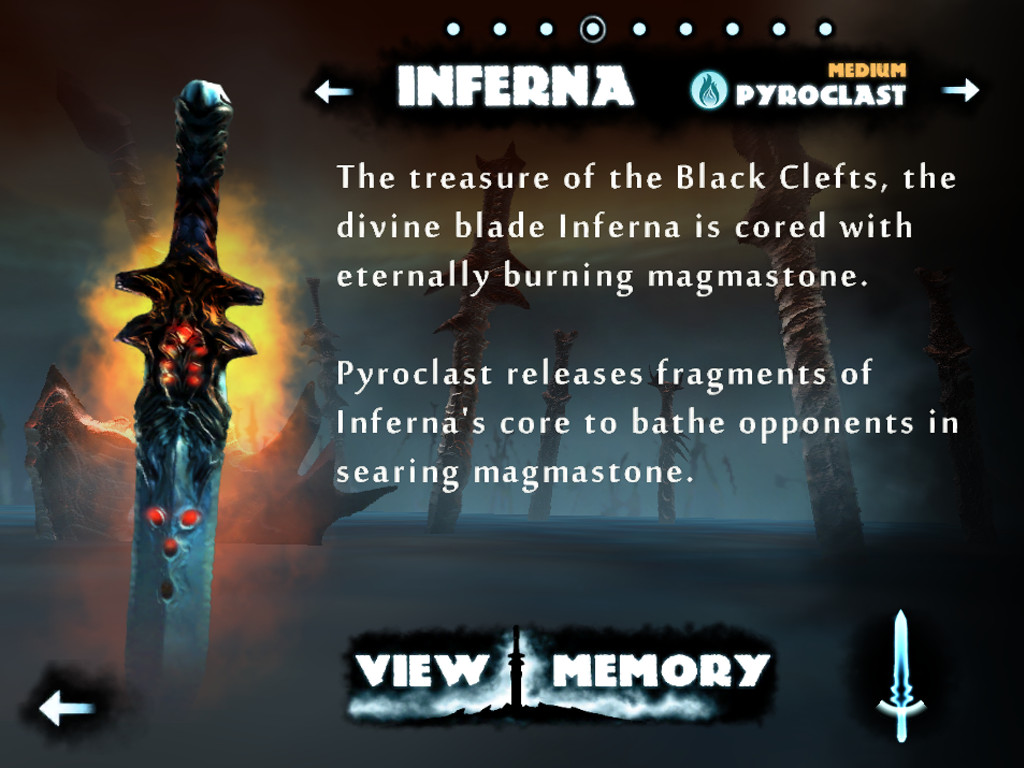 INFERNA
MEDIUM
PYROCLAST
The treasure of the Black Clefts, the
divine blade Inferna is cored with
eternally burning magmastone.
Pyroclast releases fragments of
Inferna's core to bathe opponents in
searing magmastone.
VIEW MEMORY